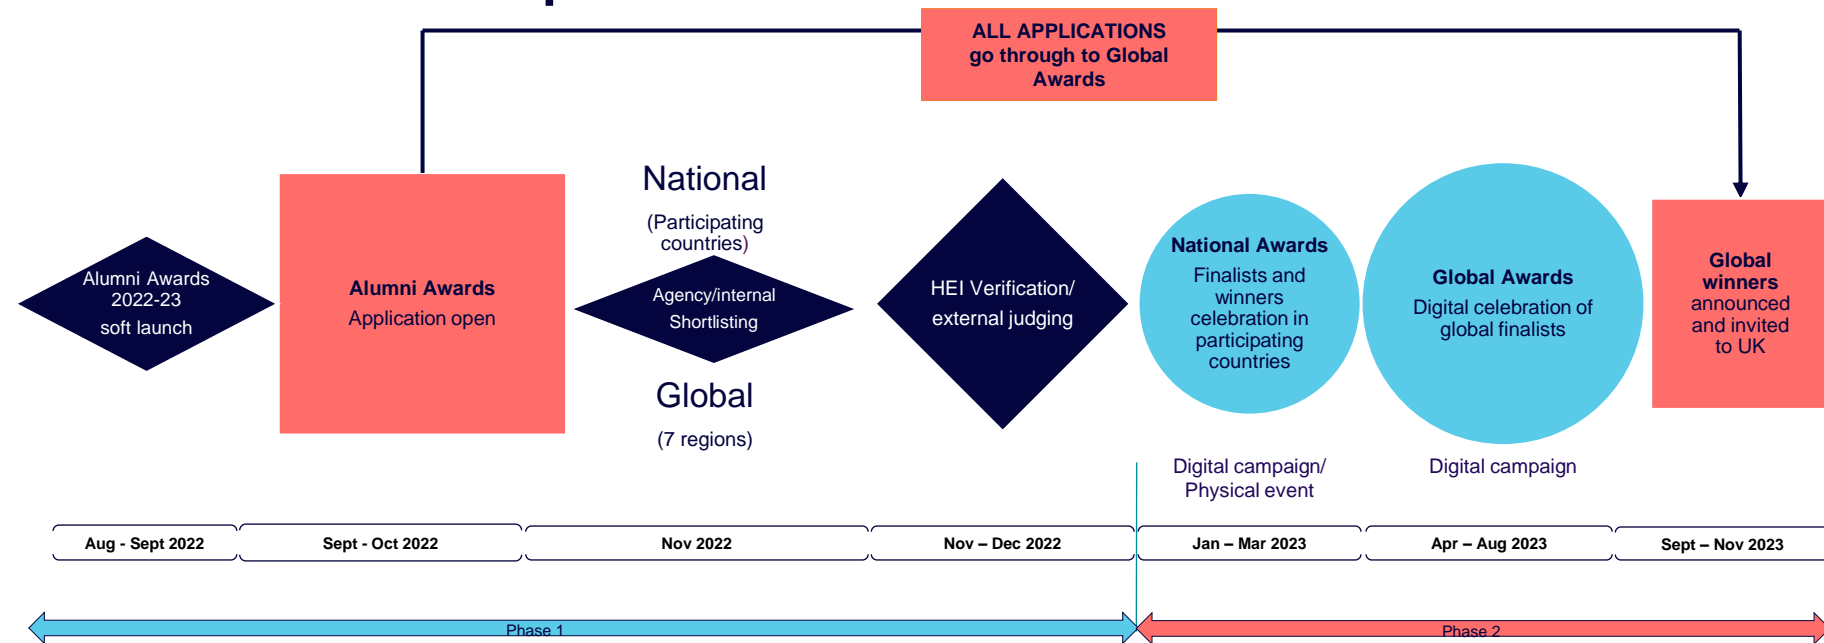 ALL APPLICATIONS
go through to Global
Awards
Alumni Awards
2022-23
soft launch
Alumni Awards
Application open
National
(Participating
countries)
Agency/internal
Shortlisting
Global
(7 regions)
HEI Verification/
external judging
National Awards
Finalists and
winners
celebration in
participating
countries
Digital campaign/
Physical event
Global Awards
Digital celebration of
global finalists
Digital campaign
Global
winners
announced
and invited
to UK
Aug - Sept 2022
Sept - Oct 2022
Nov 2022
Nov – Dec 2022
Jan – Mar 2023
Apr – Aug 2023
Sept – Nov 2023
Phase 1
Phase 2